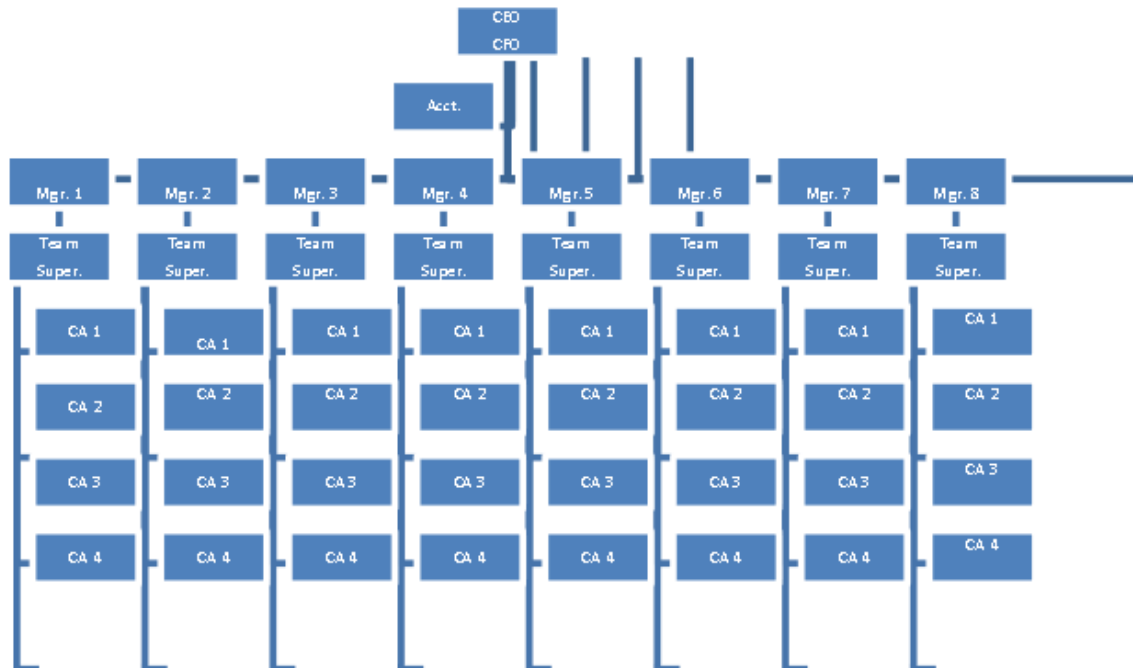 CEO
CFO
Acct.
Mgr. 1 Mgr. 2 Mgr. 3 Mgr. 4 Mgr. 5 Mgr. 6 Mgr. 7 Mgr. 8
Team Team Team Team Team Team Team Team
Super. Super. Super. Super. Super. Super. Super. Super.
CA 1 CA 1 CA 1 CA 1 CA 1 CA 1 CA 1 CA 1
CA 2 CA 2 CA 2 CA 2 CA 2 CA 2 CA 2 CA 2
CA 3 CA 3 CA 3 CA 3 CA 3 CA 3 CA 3 CA 3
CA 4 CA 4 CA 4 CA 4 CA 4 CA 4 CA 4 CA 4